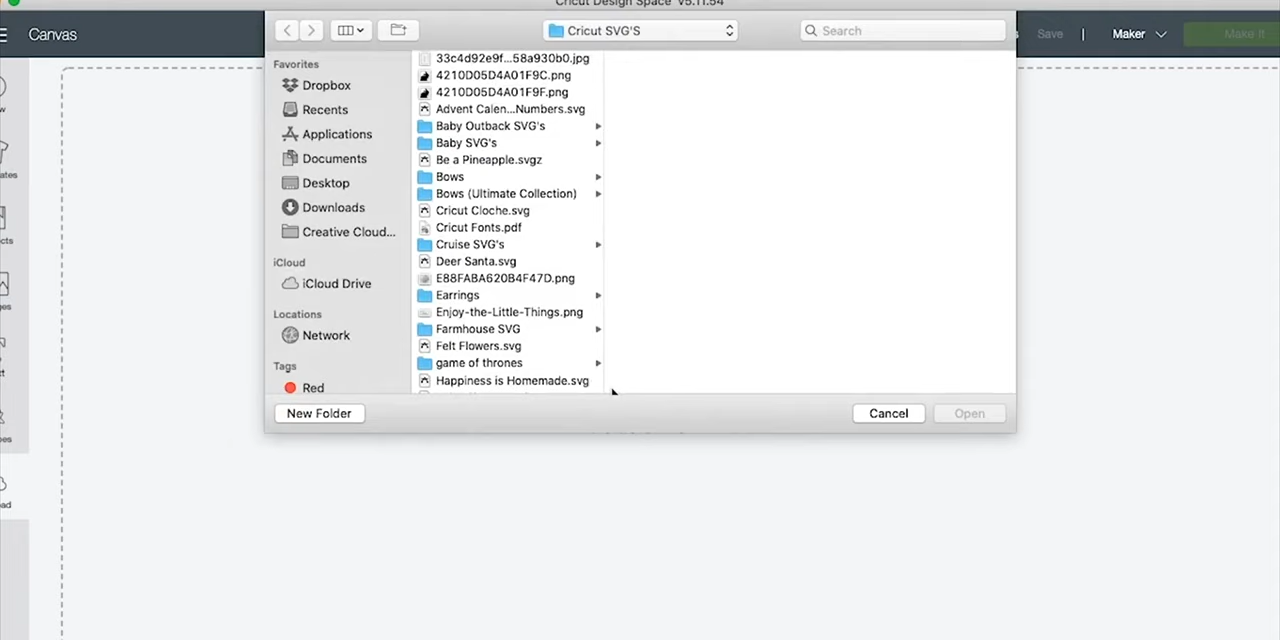 Cricut Design Space V5.11.54
Canvas
Cricut SVG'S
Search
Save
|
Maker
Make It
Favorites
Dropbox
Recents
Applications
Documents
Desktop
Downloads
Creative Cloud...
iCloud
iCloud Drive
Locations
Network
Tags
Red
33c4d92e9f...58a930b0.jpg
4210D05D4A01F9C.png
4210D05D4A01F9F.png
Advent Calen...Numbers.svg
Baby Outback SVG's
Baby SVG's
Be a Pineapple.svgz
Bows
Bows (Ultimate Collection)
Cricut Cloche.svg
Cricut Fonts.pdf
Cruise SVG's
Deer Santa.svg
E88FABA620B4F47D.png
Earrings
Enjoy-the-Little-Things.png
Farmhouse SVG
Felt Flowers.svg
game of thrones
Happiness is Homemade.svg
New Folder
Cancel
Open